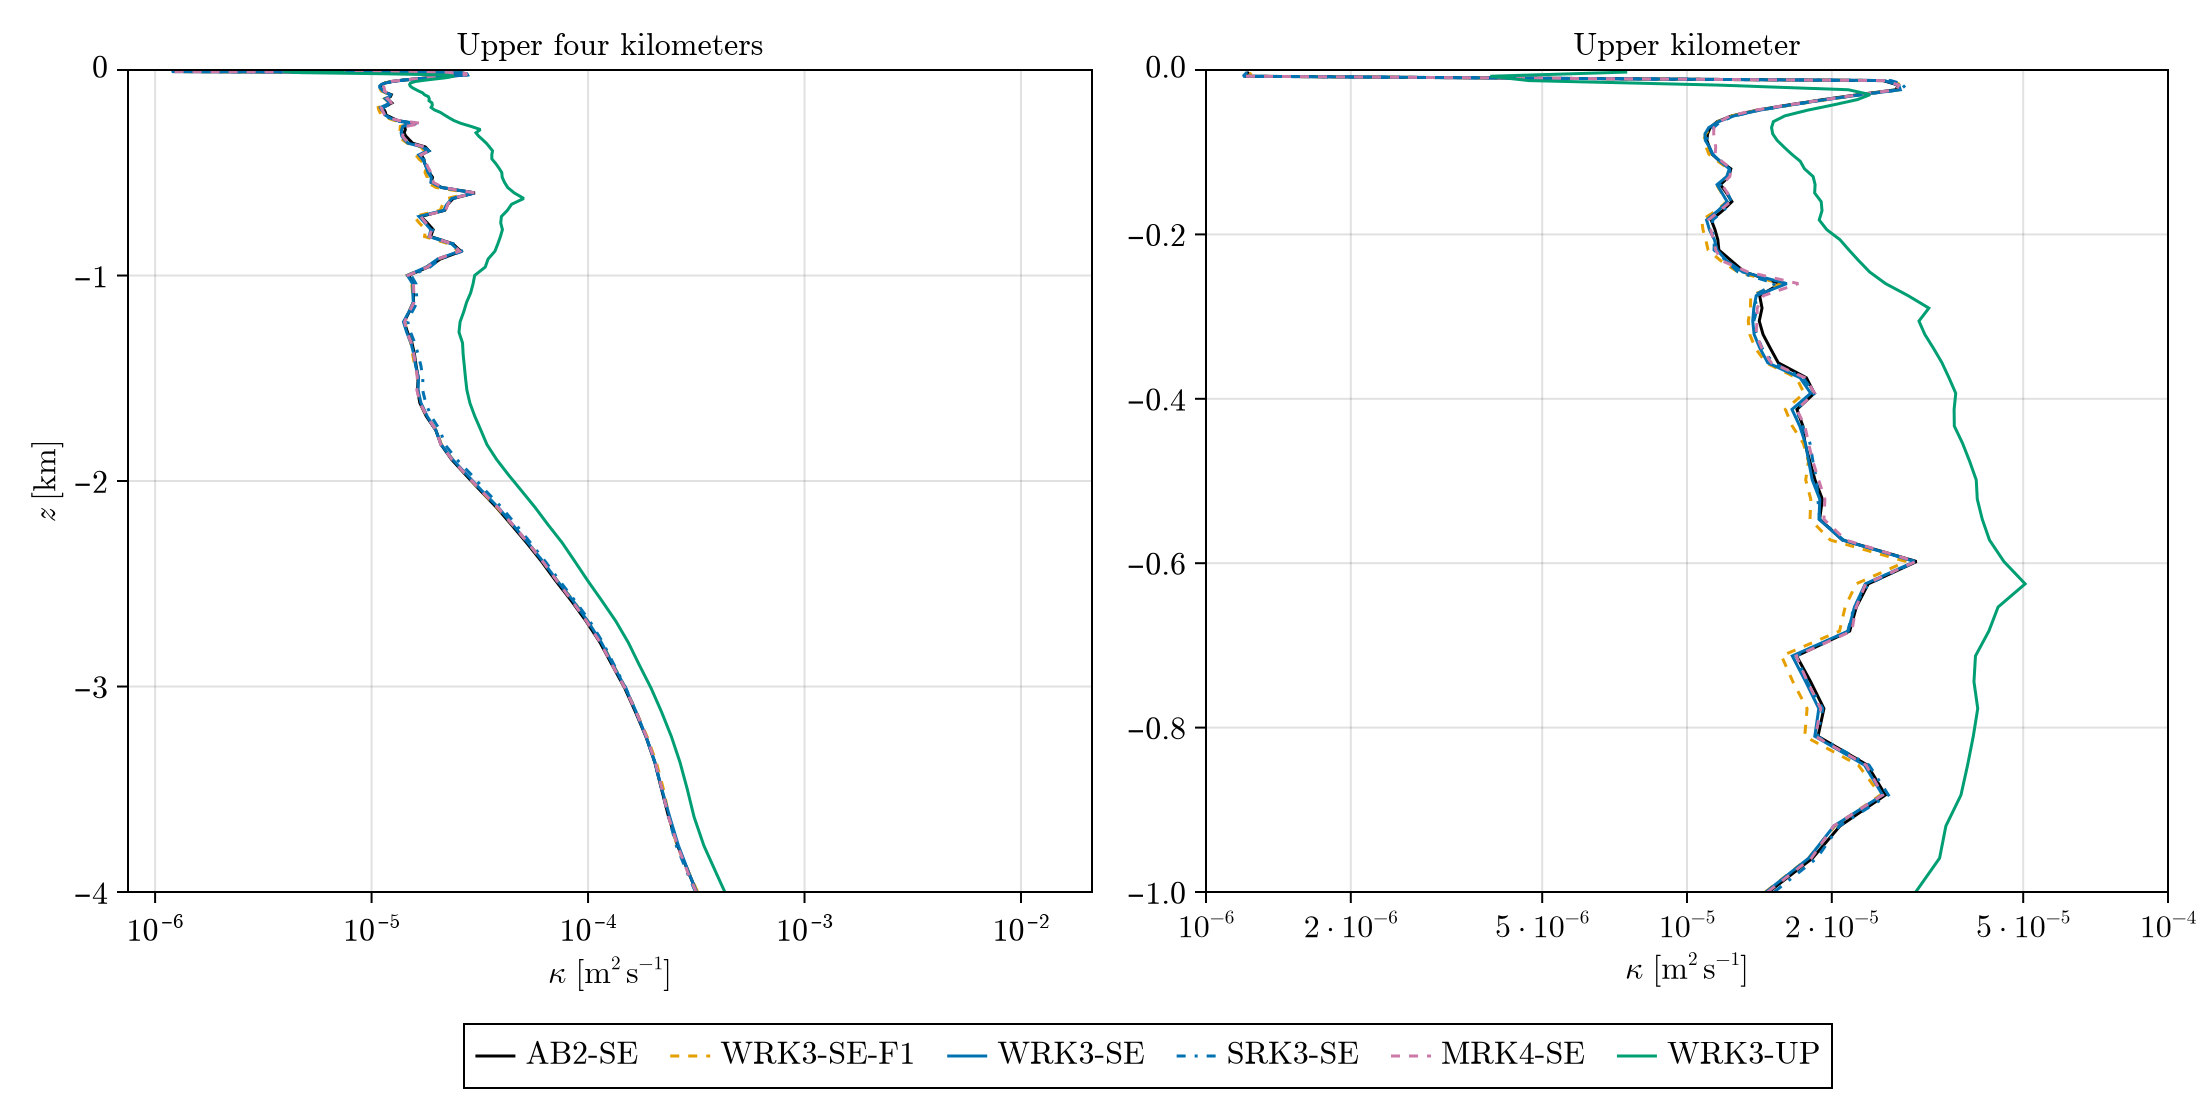 Upper four kilometers
Upper kilometer
0
−1
−2
−3
−4
z [km]
10⁻⁶
10⁻⁵
10⁻⁴
10⁻³
10⁻²
κ [m² s⁻¹]
0.0
−0.2
−0.4
−0.6
−0.8
−1.0
10⁻⁶
2 · 10⁻⁶
5 · 10⁻⁶
10⁻⁵
2 · 10⁻⁵
5 · 10⁻⁵
10⁻⁴
κ [m² s⁻¹]
AB2-SE WRK3-SE-F1 WRK3-SE SRK3-SE MRK4-SE WRK3-UP